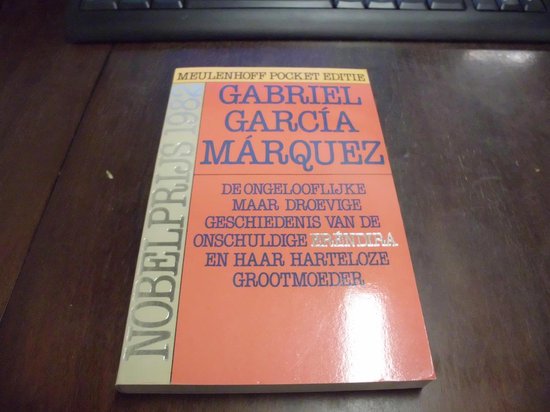 MEULENHOFF POCKET EDITIE
NOBELPRIJS 1982
GABRIEL
GARCÍA
MÁRQUEZ
DE ONGELOOFLIJKE
MAAR DROEVIGE
GESCHIEDENIS VAN DE
ONSCHULDIGE ERÉNDIRA
EN HAAR HARTELOZE
GROOTMOEDER